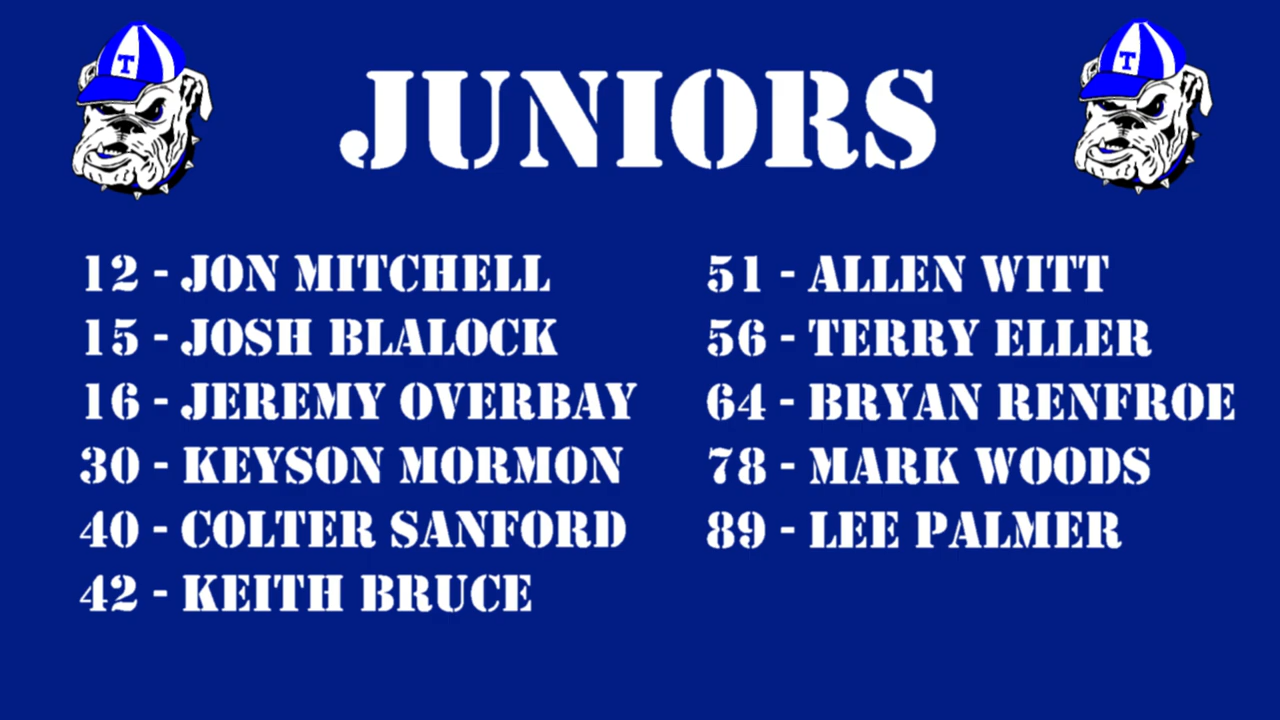 T
T
JUNIORS
12 - JON MITCHELL
15 - JOSH BLALOCK
16 - JEREMY OVERBAY
30 - KEYSON MORMON
40 - COLTER SANFORD
42 - KEITH BRUCE
51 - ALLEN WITT
56 - TERRY ELLER
64 - BRYAN RENFROE
78 - MARK WOODS
89 - LEE PALMER